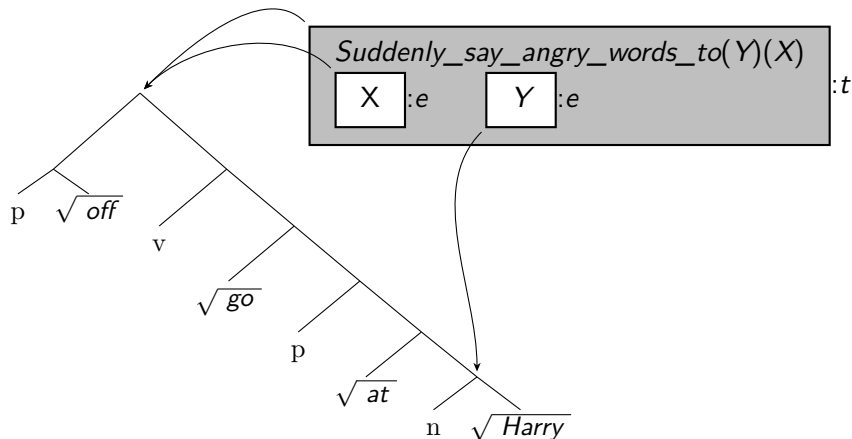 Suddenly_say_angry_words_to(Y)(X)
X :e Y :e
:t
p √off
v
√go
p
√at
n √Harry